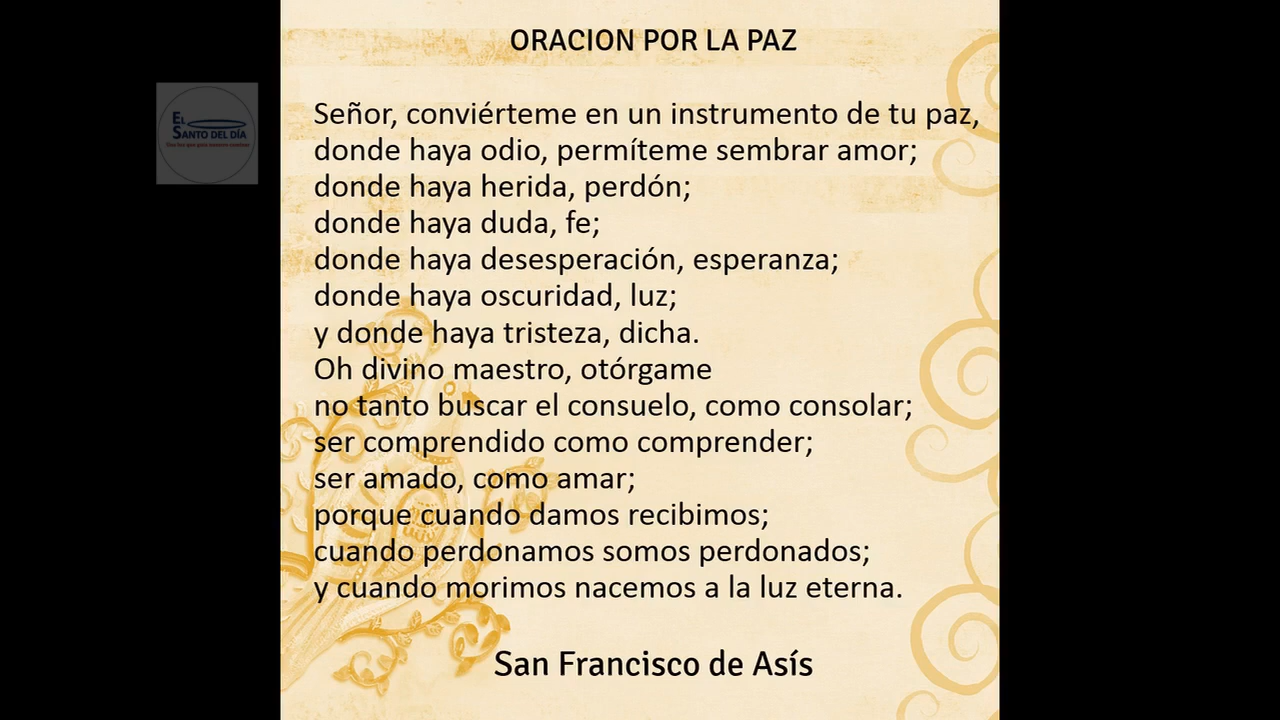 ORACION POR LA PAZ
EL
SANTO DEL DÍA
Señor, conviérteme en un instrumento de tu paz,
donde haya odio, permíteme sembrar amor;
donde haya herida, perdón;
donde haya duda, fe;
donde haya desesperación, esperanza;
donde haya oscuridad, luz;
y donde haya tristeza, dicha.
Oh divino maestro, otórgame
no tanto buscar el consuelo, como consolar;
ser comprendido como comprender;
ser amado, como amar;
porque cuando damos recibimos;
cuando perdonamos somos perdonados;
y cuando morimos nacemos a la luz eterna.
San Francisco de Asís